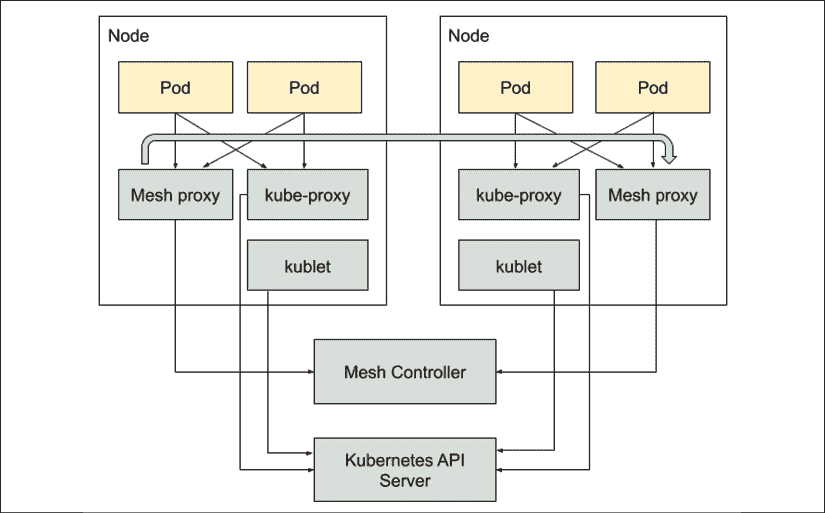 Node
Node
Pod
Pod
Pod
Pod
Mesh proxy
kube-proxy
kube-proxy
Mesh proxy
kublet
kublet
Mesh Controller
Kubernetes API
Server